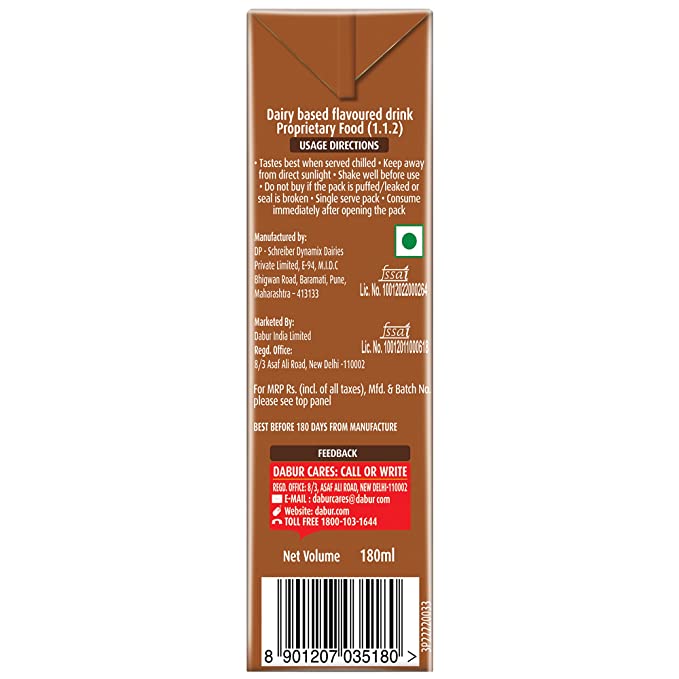 Dairy based flavoured drink
Proprietary Food (1.1.2)
USAGE DIRECTIONS
• Tastes best when served chilled • Keep away
from direct sunlight • Shake well before use
• Do not buy if the pack is puffed/leaked or
seal is broken • Single serve pack • Consume
immediately after opening the pack
Manufactured by:
DP - Schreiber Dynamix Dairies
Private Limited, E-94, M.I.D.C
Bhigwan Road, Baramati, Pune,
Maharashtra - 413133
fssai
Lic. No. 10012022000264
Marketed By:
Dabur India Limited
Regd. Office:
8/3 Asaf Ali Road, New Delhi -110002
fssai
Lic. No. 10012011000618
For MRP Rs. (incl. of all taxes), Mfd. & Batch No.
please see top panel
BEST BEFORE 180 DAYS FROM MANUFACTURE
FEEDBACK
DABUR CARES: CALL OR WRITE
REGD. OFFICE: 8/3, ASAF ALI ROAD, NEW DELHI-110002
E-MAIL : daburcares@dabur.com
Website: dabur.com
TOLL FREE 1800-103-1644
Net Volume 180ml
8 901207 035180 >
3P22220033